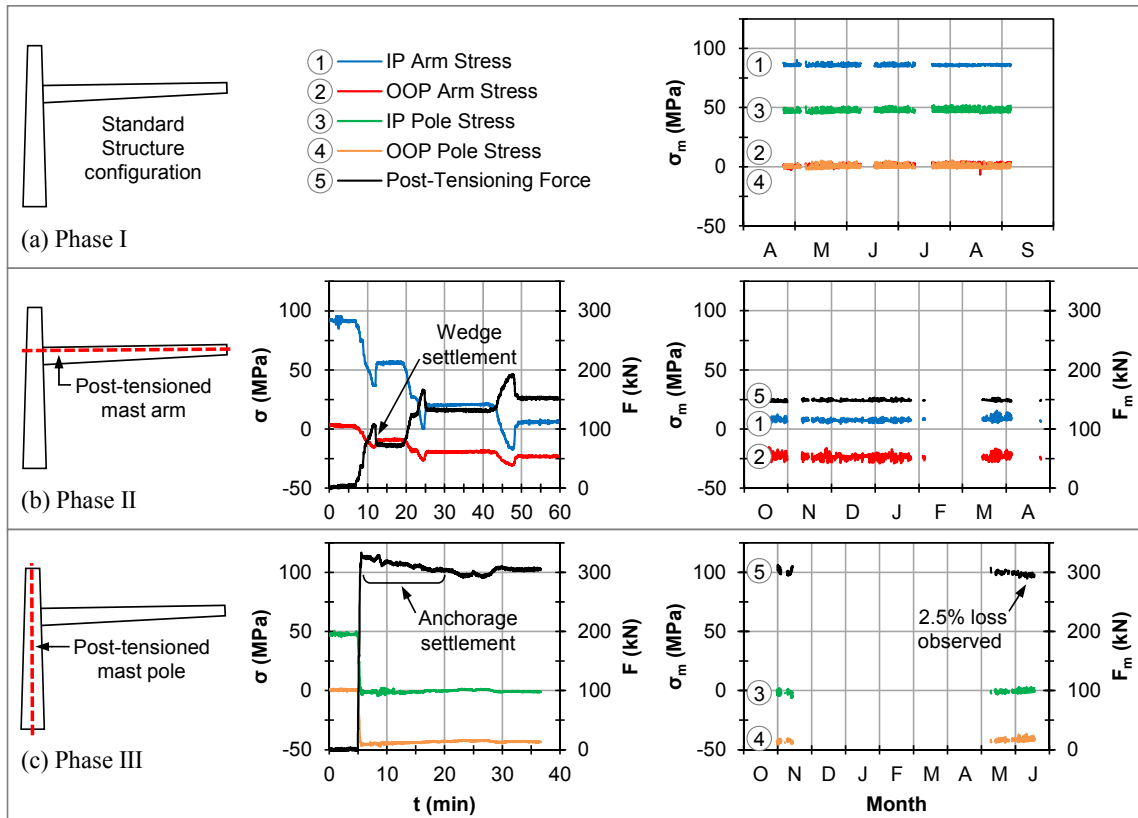 Standard
Structure
configuration
(a) Phase I
1 IP Arm Stress
2 OOP Arm Stress
3 IP Pole Stress
4 OOP Pole Stress
5 Post-Tensioning Force
σm (MPa)
100
50
0
-50
1
3
2
4
A M J J A S
Post-tensioned
mast arm
(b) Phase II
σ (MPa)
100
50
0
-50
Wedge
settlement
300
200
100
0
F (kN)
0 10 20 30 40 50 60
σm (MPa)
100
50
0
-50
5
1
2
300
200
100
0
Fm (kN)
O N D J F M A
Post-tensioned
mast pole
(c) Phase III
σ (MPa)
100
50
0
-50
Anchorage
settlement
300
200
100
0
F (kN)
0 10 20 30 40
t (min)
σm (MPa)
100
50
0
-50
5
3
4
2.5% loss
observed
300
200
100
0
Fm (kN)
O N D J F M A M J
Month